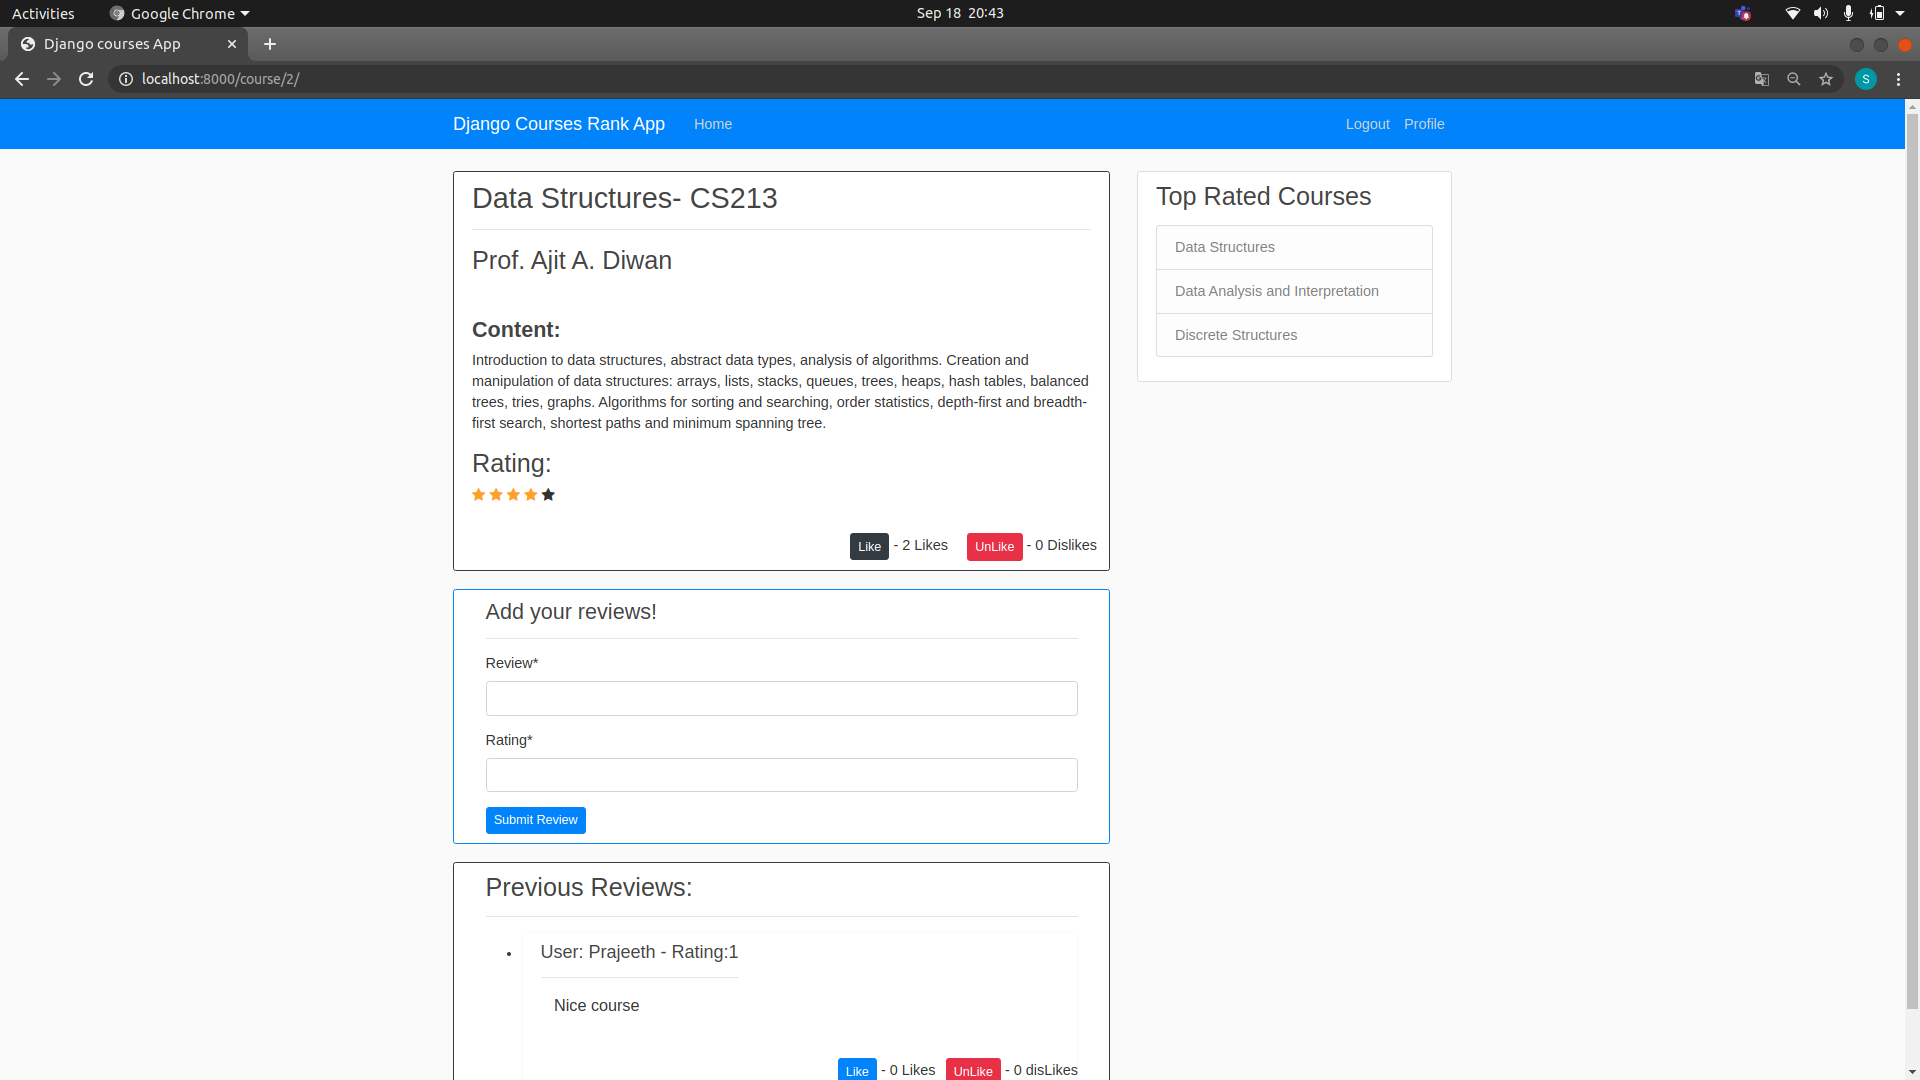 Activities
Google Chrome
Sep 18 20:43
Django courses App
localhost:8000/course/2/
S
Django Courses Rank App
Home
Logout
Profile
Data Structures- CS213
Prof. Ajit A. Diwan
Content:
Introduction to data structures, abstract data types, analysis of algorithms. Creation and
manipulation of data structures: arrays, lists, stacks, queues, trees, heaps, hash tables, balanced
trees, tries, graphs. Algorithms for sorting and searching, order statistics, depth-first and breadth-
first search, shortest paths and minimum spanning tree.
Rating:
Like - 2 Likes UnLike - 0 Dislikes
Top Rated Courses
Data Structures
Data Analysis and Interpretation
Discrete Structures
Add your reviews!
Review*
Rating*
Submit Review
Previous Reviews:
User: Prajeeth - Rating:1
Nice course
Like - 0 Likes UnLike - 0 disLikes